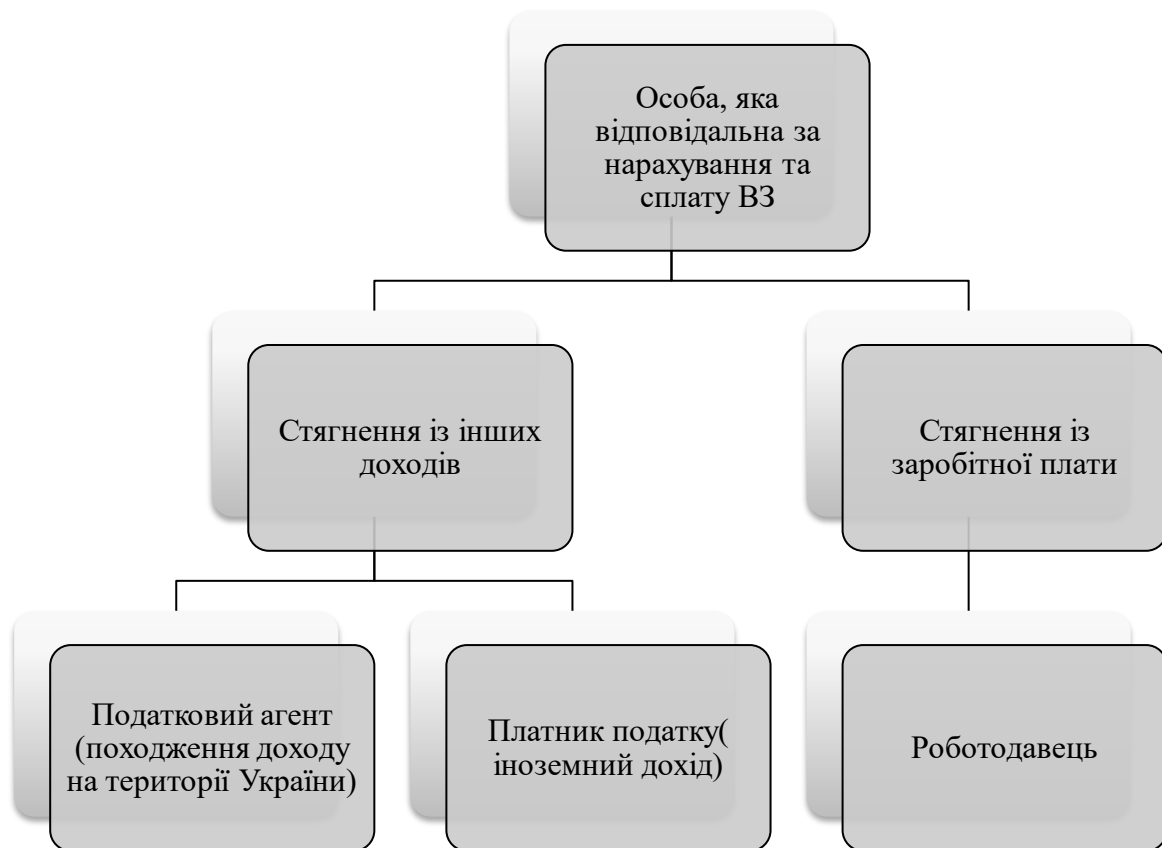 Особа, яка
відповідальна за
нарахування та
сплату ВЗ
Стягнення із інших
доходів
Стягнення із
заробітної плати
Податковий агент
(походження доходу
на території України)
Платник податку(
іноземний дохід)
Роботодавець